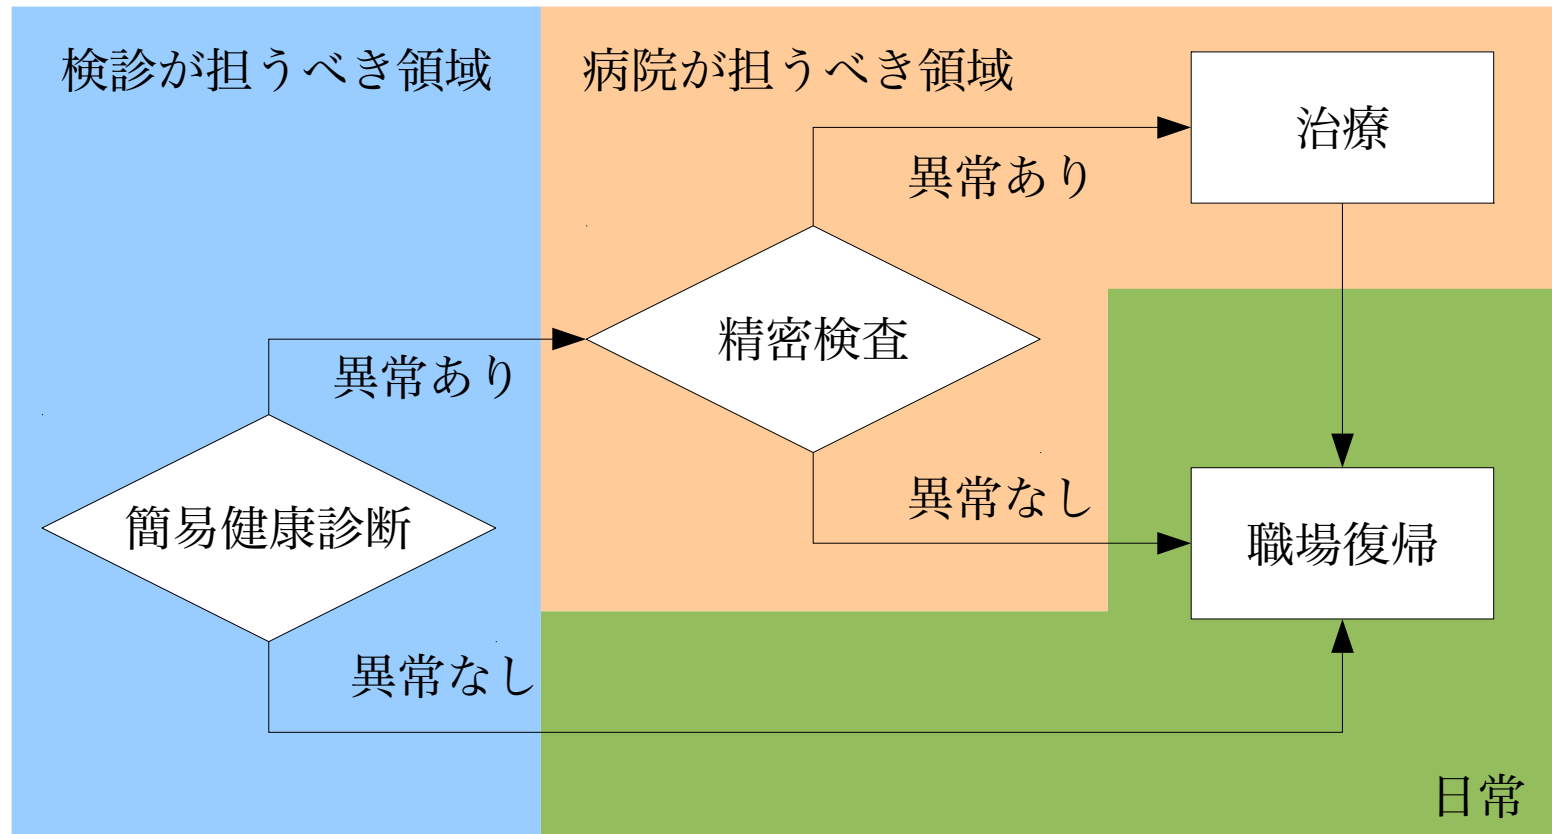 検診が担うべき領域
病院が担うべき領域
治療
異常あり
精密検査
異常あり
異常なし
簡易健康診断
職場復帰
異常なし
日常